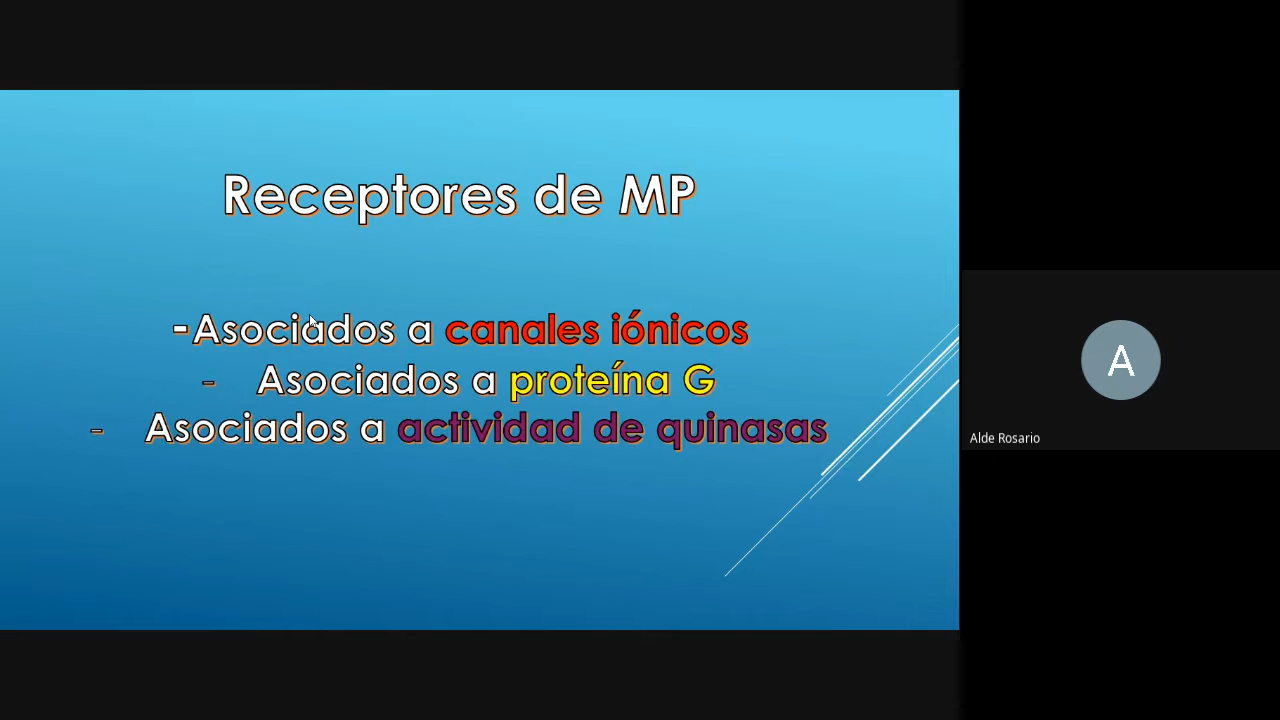 Receptores de MP
-Asociados a canales iónicos
- Asociados a proteína G
- Asociados a actividad de quinasas
A
Alde Rosario